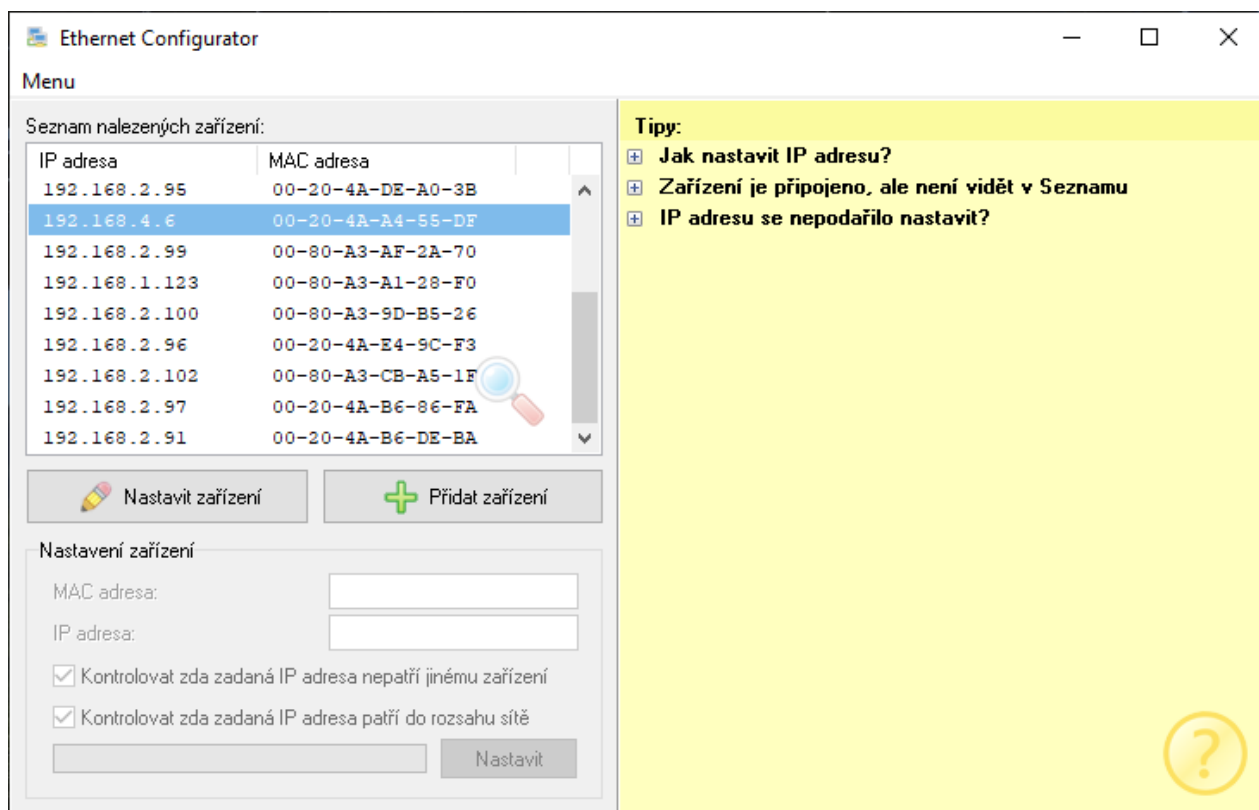 Ethernet Configurator
Menu
Seznam nalezených zařízení:
IP adresa MAC adresa
192.168.2.95 00-20-4A-DE-A0-3B
192.168.4.6 00-20-4A-A4-55-DF
192.168.2.99 00-80-A3-AF-2A-70
192.168.1.123 00-80-A3-A1-28-F0
192.168.2.100 00-80-A3-9D-B5-26
192.168.2.96 00-20-4A-E4-9C-F3
192.168.2.102 00-80-A3-CB-A5-1F
192.168.2.97 00-20-4A-B6-86-FA
192.168.2.91 00-20-4A-B6-DE-BA
Nastavit zařízení Přidat zařízení
Nastavení zařízení
MAC adresa:
IP adresa:
Kontrolovat zda zadaná IP adresa nepatří jinému zařízení
Kontrolovat zda zadaná IP adresa patří do rozsahu sítě
Nastavit
Tipy:
Jak nastavit IP adresu?
Zařízení je připojeno, ale není vidět v Seznamu
IP adresu se nepodařilo nastavit?
?